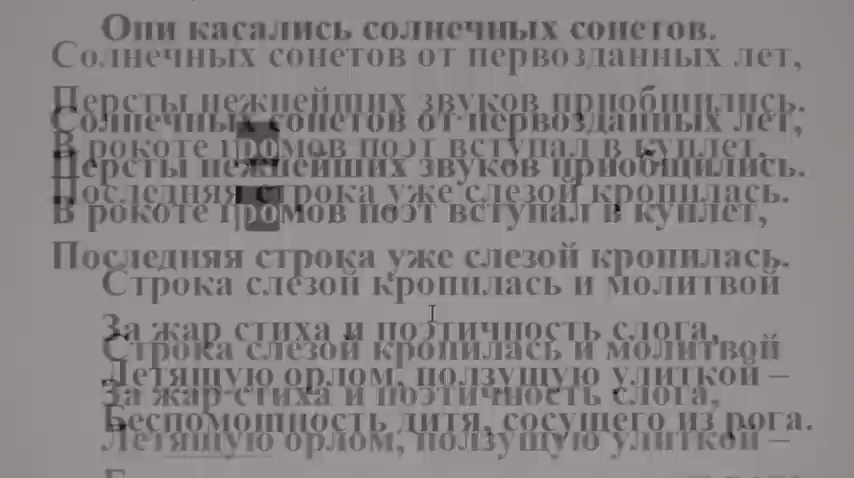 Они касались солнечных сонетов.
Солнечных сонетов от первозданных лет,
Персты нежнейших звуков приобщились.
Солнечных сонетов от первозданных лет,
В рокоте громов поэт вступал в куплет,
Персты нежнейших звуков приобщились.
Последняя строка уже слезой кропилась.
В рокоте громов поэт вступал в куплет,
Последняя строка уже слезой кропилась.
Строка слезой кропилась и молитвой
За жар стиха и поэтичность слога,
Строка слезой кропилась и молитвой
Летящую орлом, ползущую улиткой –
За жар стиха и поэтичность слога,
Беспомощность дитя, сосущего из рога.
Летящую орлом, ползущую улиткой –